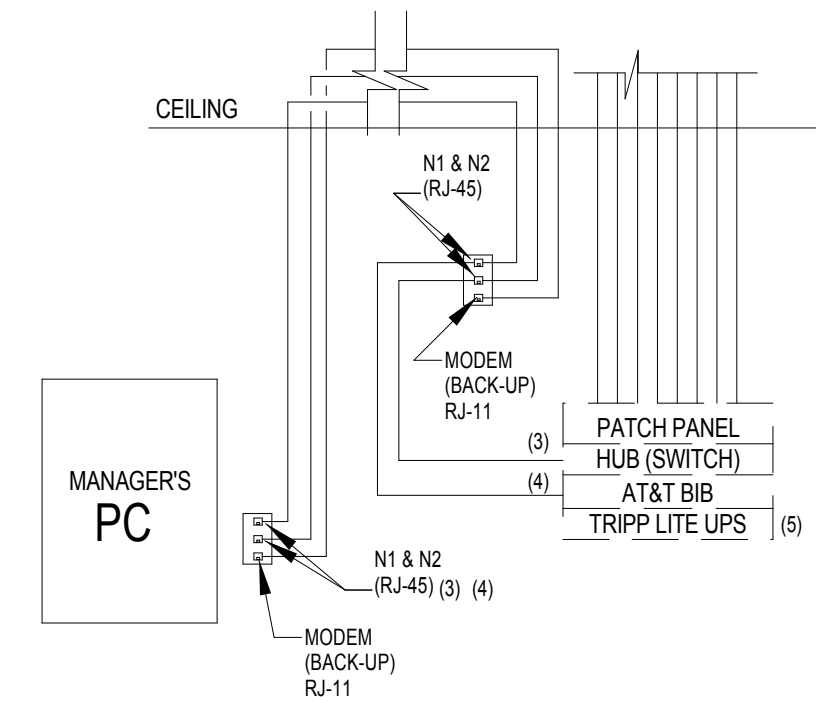 CEILING
N1 & N2
(RJ-45)
MODEM
(BACK-UP)
RJ-11
(3)
PATCH PANEL
HUB (SWITCH)
(4)
AT&T BIB
TRIPP LITE UPS
(5)
MANAGER'S
PC
N1 & N2
(RJ-45) (3) (4)
MODEM
(BACK-UP)
RJ-11